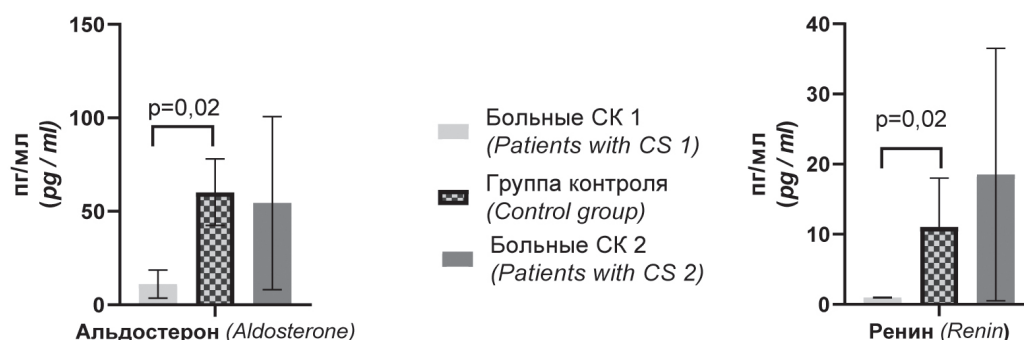 150
100
50
0
пг/мл
(pg / ml)
p=0,02
Альдостерон (Aldosterone)
Больные СК 1
(Patients with CS 1)
Группа контроля
(Control group)
Больные СК 2
(Patients with CS 2)
40
30
20
10
0
пг/мл
(pg / ml)
p=0,02
Ренин (Renin)